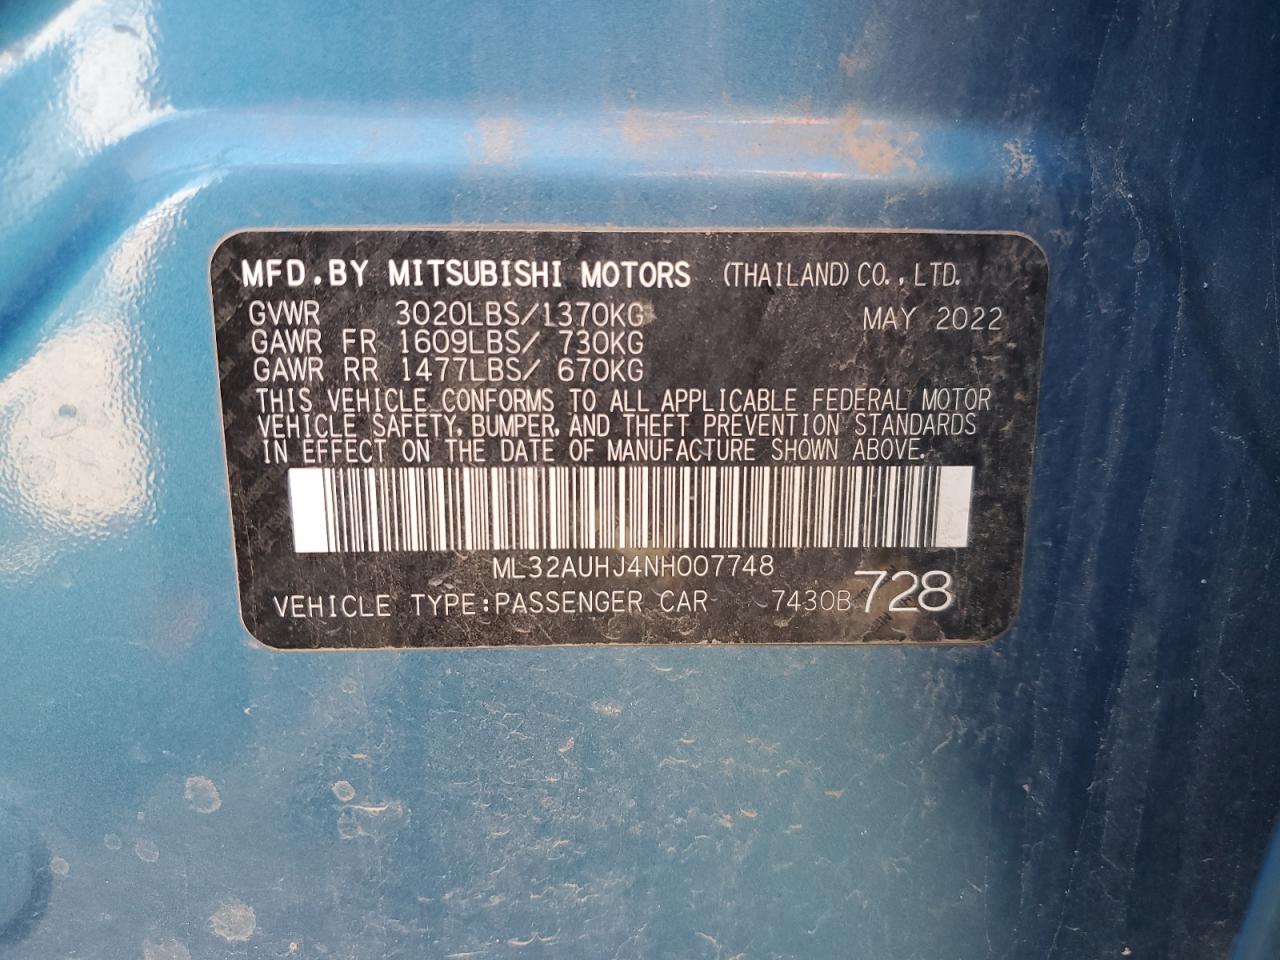 MFD.BY MITSUBISHI MOTORS (THAILAND)CO.,LTD.
GVWR 3020LBS/1370KG MAY 2022
GAWR FR 1609LBS/ 730KG
GAWR RR 1477LBS/ 670KG
THIS VEHICLE CONFORMS TO ALL APPLICABLE FEDERAL MOTOR
VEHICLE SAFETY, BUMPER, AND THEFT PREVENTION STANDARDS
IN EFFECT ON THE DATE OF MANUFACTURE SHOWN ABOVE.
ML32AUHJ4NH007748
VEHICLE TYPE:PASSENGER CAR 7430B 728